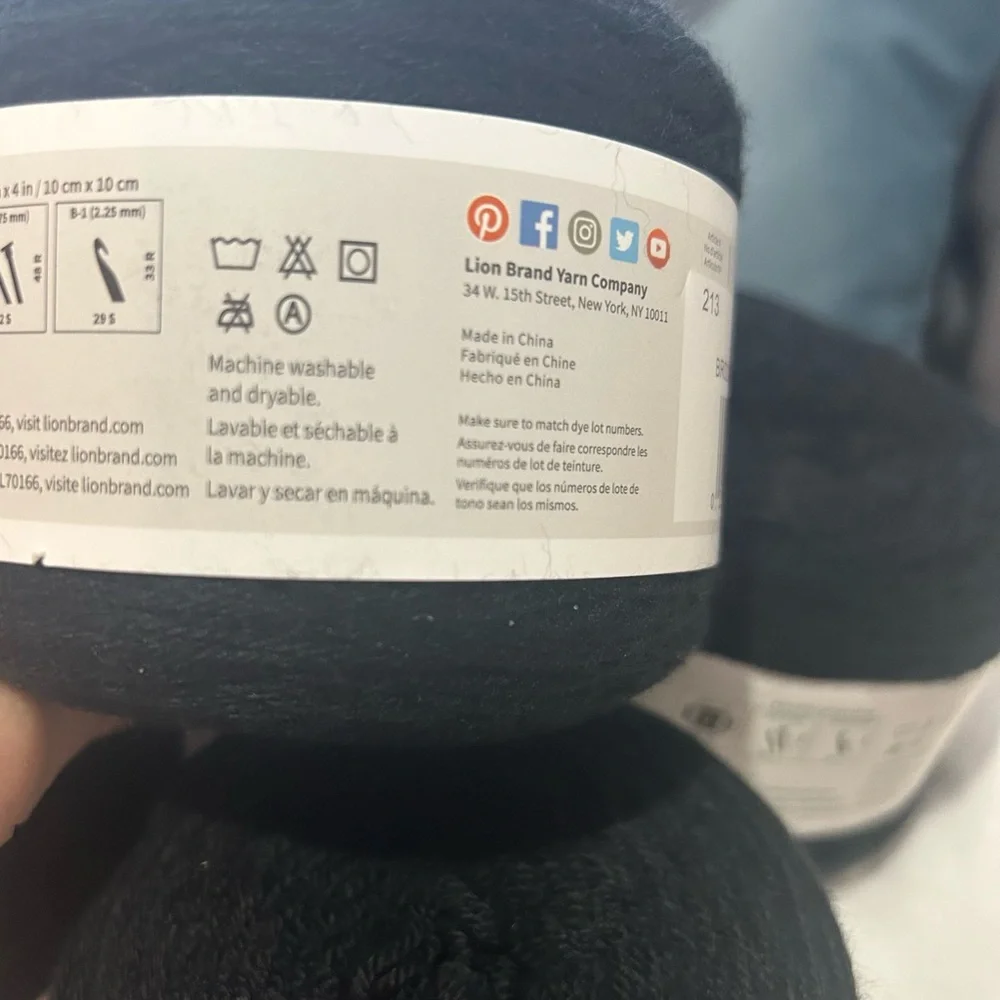 x 4 in / 10 cm x 10 cm
B-1 (2.25 mm)
33 R
29 S
66, visit lionbrand.com
0166, visitez lionbrand.com
L70166, visite lionbrand.com
A
Machine washable
and dryable.
Lavable et séchable à
la machine.
Lavar y secar en máquina.
Lion Brand Yarn Company
34 W. 15th Street, New York, NY 10011
Made in China
Fabriqué en Chine
Hecho en China
Make sure to match dye lot numbers.
Assurez-vous de faire correspondre les
numéros de lot de teinture.
Verifique que los números de lote de
tono sean los mismos.
213